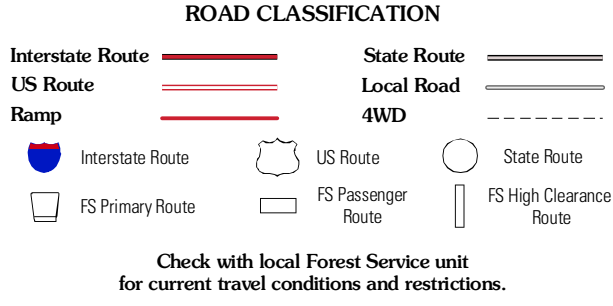 ROAD CLASSIFICATION
Interstate Route
State Route
US Route
Local Road
Ramp
4WD
Interstate Route
US Route
State Route
FS Primary Route
FS Passenger
Route
FS High Clearance
Route
Check with local Forest Service unit
for current travel conditions and restrictions.